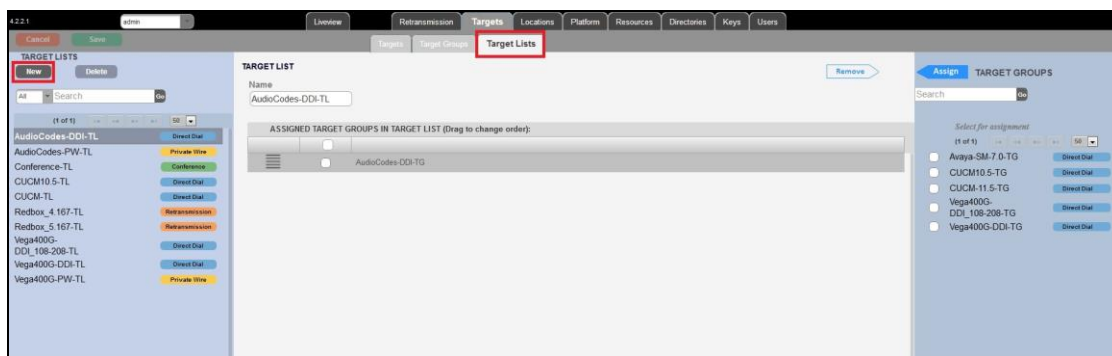 4.2.2.1
admin
Liveview
Retransmission
Targets
Locations
Platform
Resources
Directories
Keys
Users
Cancel
Save
Targets
Target Groups
Target Lists
TARGET LISTS
New
Delete
All
Search
Go
(1 of 1)
50
AudioCodes-DDI-TL Direct Dial
AudioCodes-PW-TL Private Wire
Conference-TL Conference
CUCM10.5-TL Direct Dial
CUCM-TL Direct Dial
Redbox_4.167-TL Retransmission
Redbox_5.167-TL Retransmission
Vega400G-
DDI_108-208-TL Direct Dial
Vega400G-DDI-TL Direct Dial
Vega400G-PW-TL Private Wire
TARGET LIST
Remove
Name
AudioCodes-DDI-TL
ASSIGNED TARGET GROUPS IN TARGET LIST (Drag to change order):
AudioCodes-DDI-TG
Assign
TARGET GROUPS
Search
Go
Select for assignment
(1 of 1)
50
Avaya-SM-7.0-TG Direct Dial
CUCM10.5-TG Direct Dial
CUCM-11.5-TG Direct Dial
Vega400G-
DDI_108-208-TG Direct Dial
Vega400G-DDI-TG Direct Dial